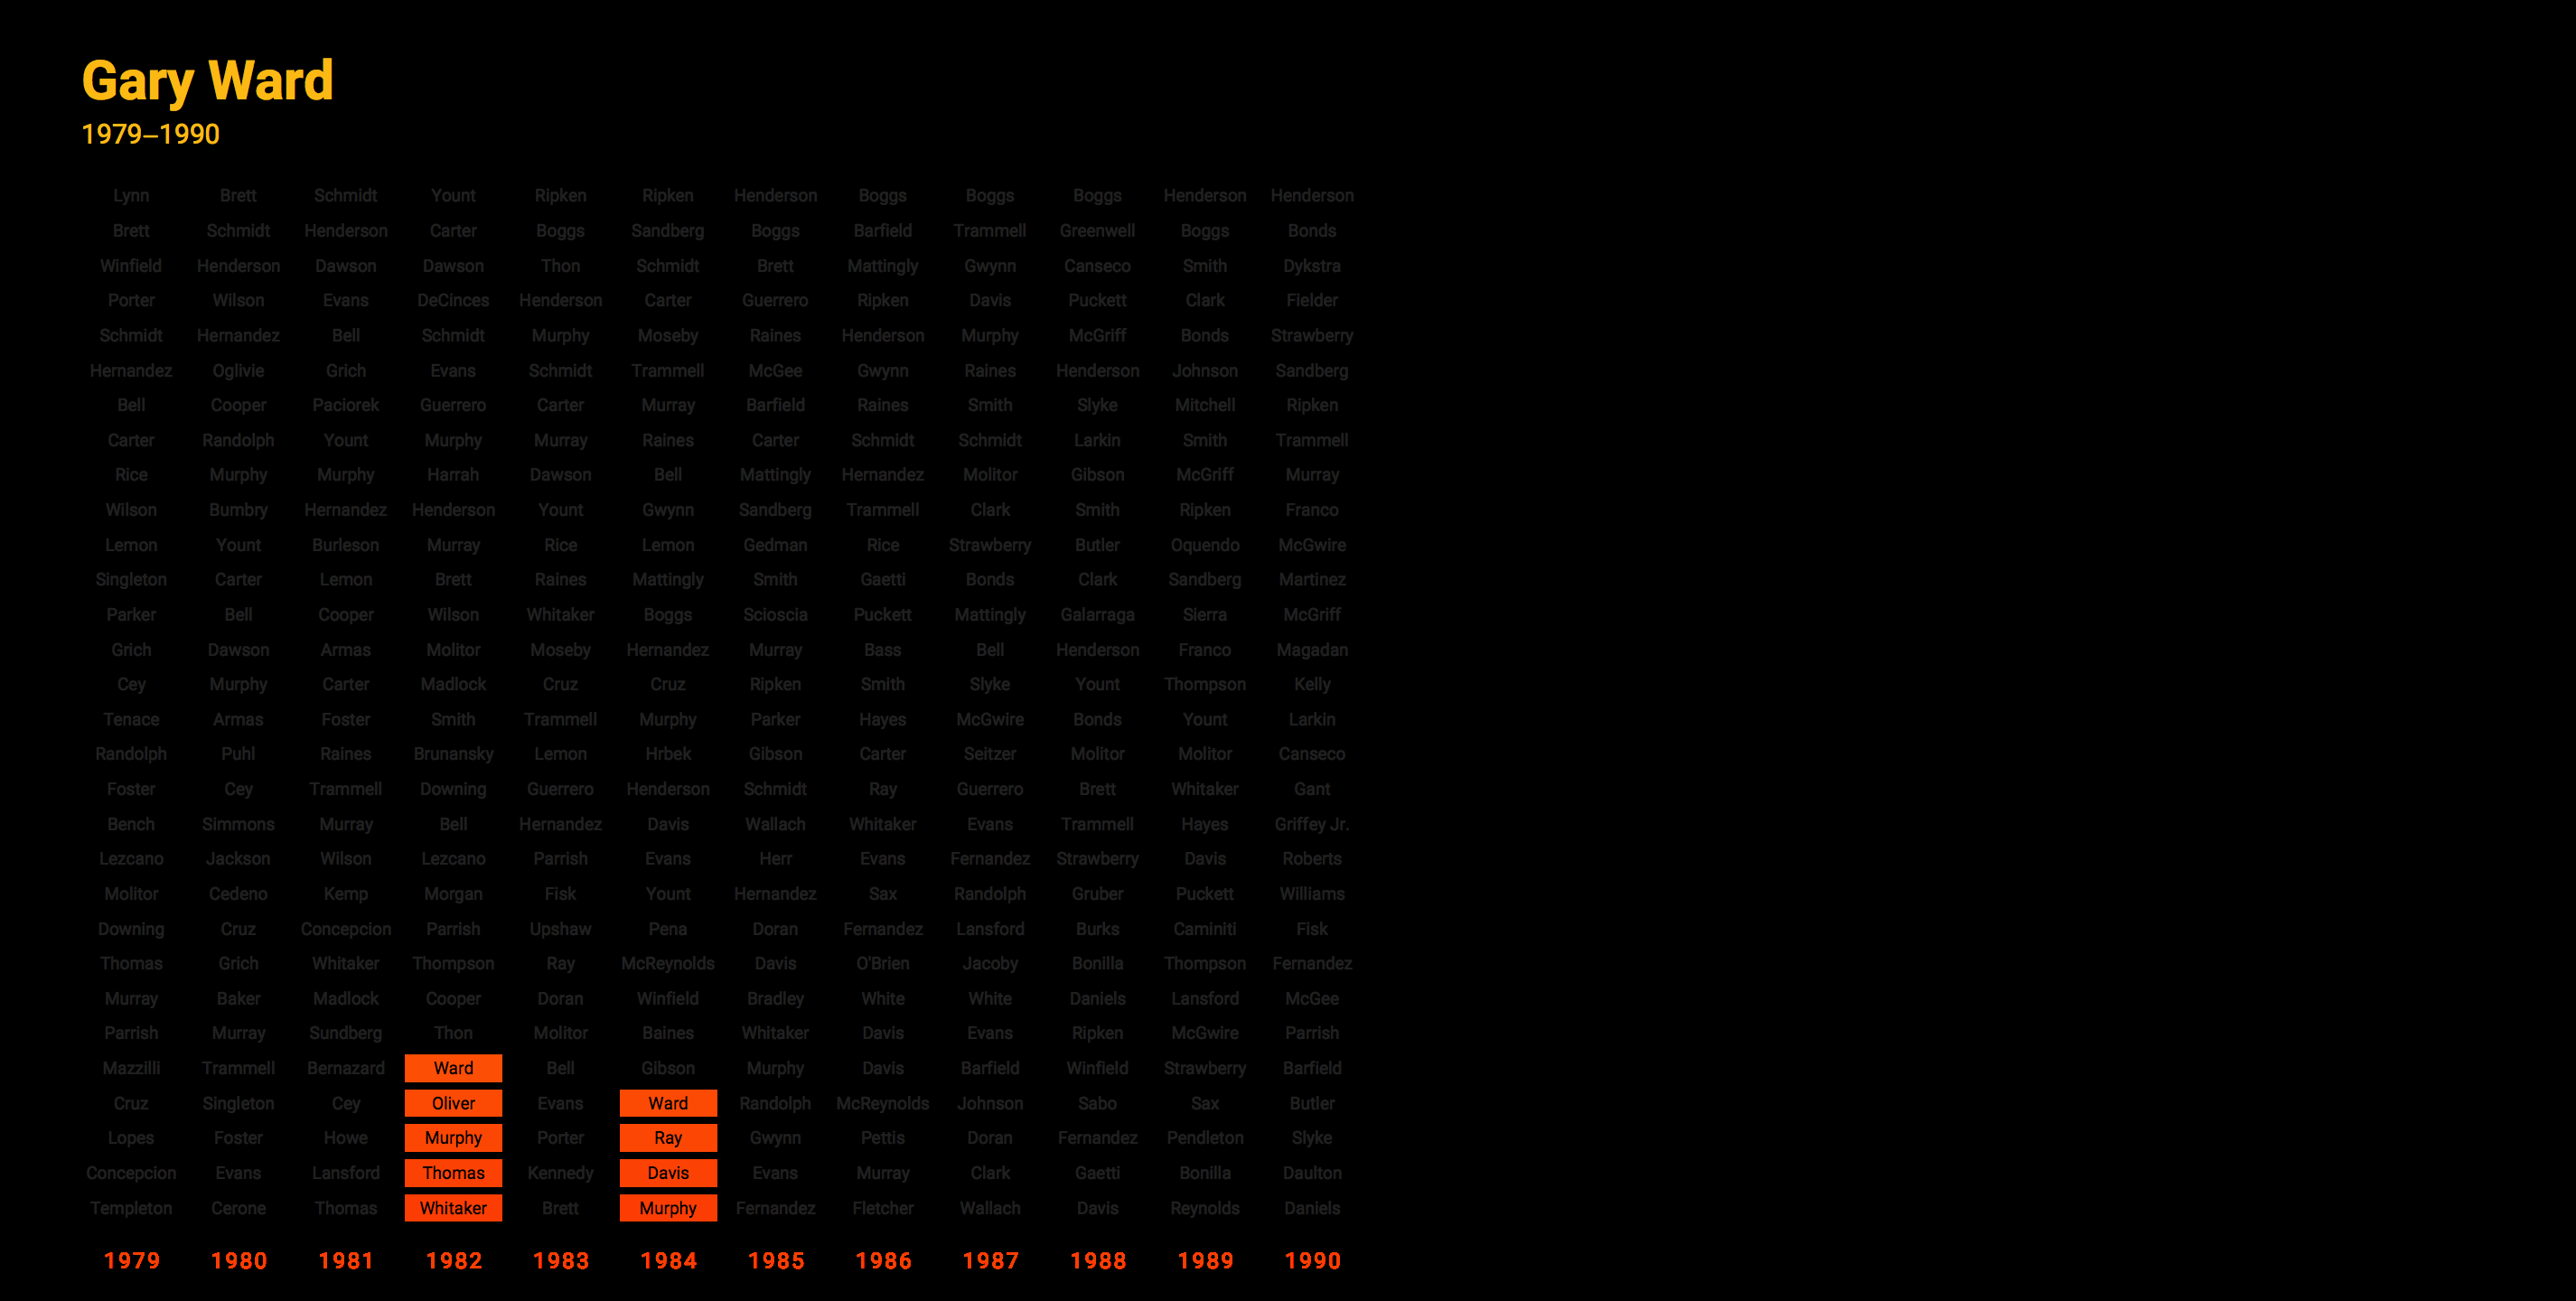 Gary Ward
1979–1990
Lynn Brett Schmidt Yount Ripken Ripken Henderson Boggs Boggs Boggs Henderson Henderson
Brett Schmidt Henderson Carter Boggs Sandberg Boggs Barfield Trammell Greenwell Boggs Bonds
Winfield Henderson Dawson Dawson Thon Schmidt Brett Mattingly Gwynn Canseco Smith Dykstra
Porter Wilson Evans DeCinces Henderson Carter Guerrero Ripken Davis Puckett Clark Fielder
Schmidt Hernandez Bell Schmidt Murphy Moseby Raines Henderson Murphy McGriff Bonds Strawberry
Hernandez Oglivie Grich Evans Schmidt Trammell McGee Gwynn Raines Henderson Johnson Sandberg
Bell Cooper Paciorek Guerrero Carter Murray Barfield Raines Smith Slyke Mitchell Ripken
Carter Randolph Yount Murphy Murray Raines Carter Schmidt Schmidt Larkin Smith Trammell
Rice Murphy Murphy Harrah Dawson Bell Mattingly Hernandez Molitor Gibson McGriff Murray
Wilson Bumbry Hernandez Henderson Yount Gwynn Sandberg Trammell Clark Smith Ripken Franco
Lemon Yount Burleson Murray Rice Lemon Gedman Rice Strawberry Butler Oquendo McGwire
Singleton Carter Lemon Brett Raines Mattingly Smith Gaetti Bonds Clark Sandberg Martinez
Parker Bell Cooper Wilson Whitaker Boggs Scioscia Puckett Mattingly Galarraga Sierra McGriff
Grich Dawson Armas Molitor Moseby Hernandez Murray Bass Bell Henderson Franco Magadan
Cey Murphy Carter Madlock Cruz Cruz Ripken Smith Slyke Yount Thompson Kelly
Tenace Armas Foster Smith Trammell Murphy Parker Hayes McGwire Bonds Yount Larkin
Randolph Puhl Raines Brunansky Lemon Hrbek Gibson Carter Seitzer Molitor Molitor Canseco
Foster Cey Trammell Downing Guerrero Henderson Schmidt Ray Guerrero Brett Whitaker Gant
Bench Simmons Murray Bell Hernandez Davis Wallach Whitaker Evans Trammell Hayes Griffey Jr.
Lezcano Jackson Wilson Lezcano Parrish Evans Herr Evans Fernandez Strawberry Davis Roberts
Molitor Cedeno Kemp Morgan Fisk Yount Hernandez Sax Randolph Gruber Puckett Williams
Downing Cruz Concepcion Parrish Upshaw Pena Doran Fernandez Lansford Burks Caminiti Fisk
Thomas Grich Whitaker Thompson Ray McReynolds Davis O'Brien Jacoby Bonilla Thompson Fernandez
Murray Baker Madlock Cooper Doran Winfield Bradley White White Daniels Lansford McGee
Parrish Murray Sundberg Thon Molitor Baines Whitaker Davis Evans Ripken McGwire Parrish
Mazzilli Trammell Bernazard Ward Bell Gibson Murphy Davis Barfield Winfield Strawberry Barfield
Cruz Singleton Cey Oliver Evans Ward Randolph McReynolds Johnson Sabo Sax Butler
Lopes Foster Howe Murphy Porter Ray Gwynn Pettis Doran Fernandez Pendleton Slyke
Concepcion Evans Lansford Thomas Kennedy Davis Evans Murray Clark Gaetti Bonilla Daulton
Templeton Cerone Thomas Whitaker Brett Murphy Fernandez Fletcher Wallach Davis Reynolds Daniels
1979 1980 1981 1982 1983 1984 1985 1986 1987 1988 1989 1990